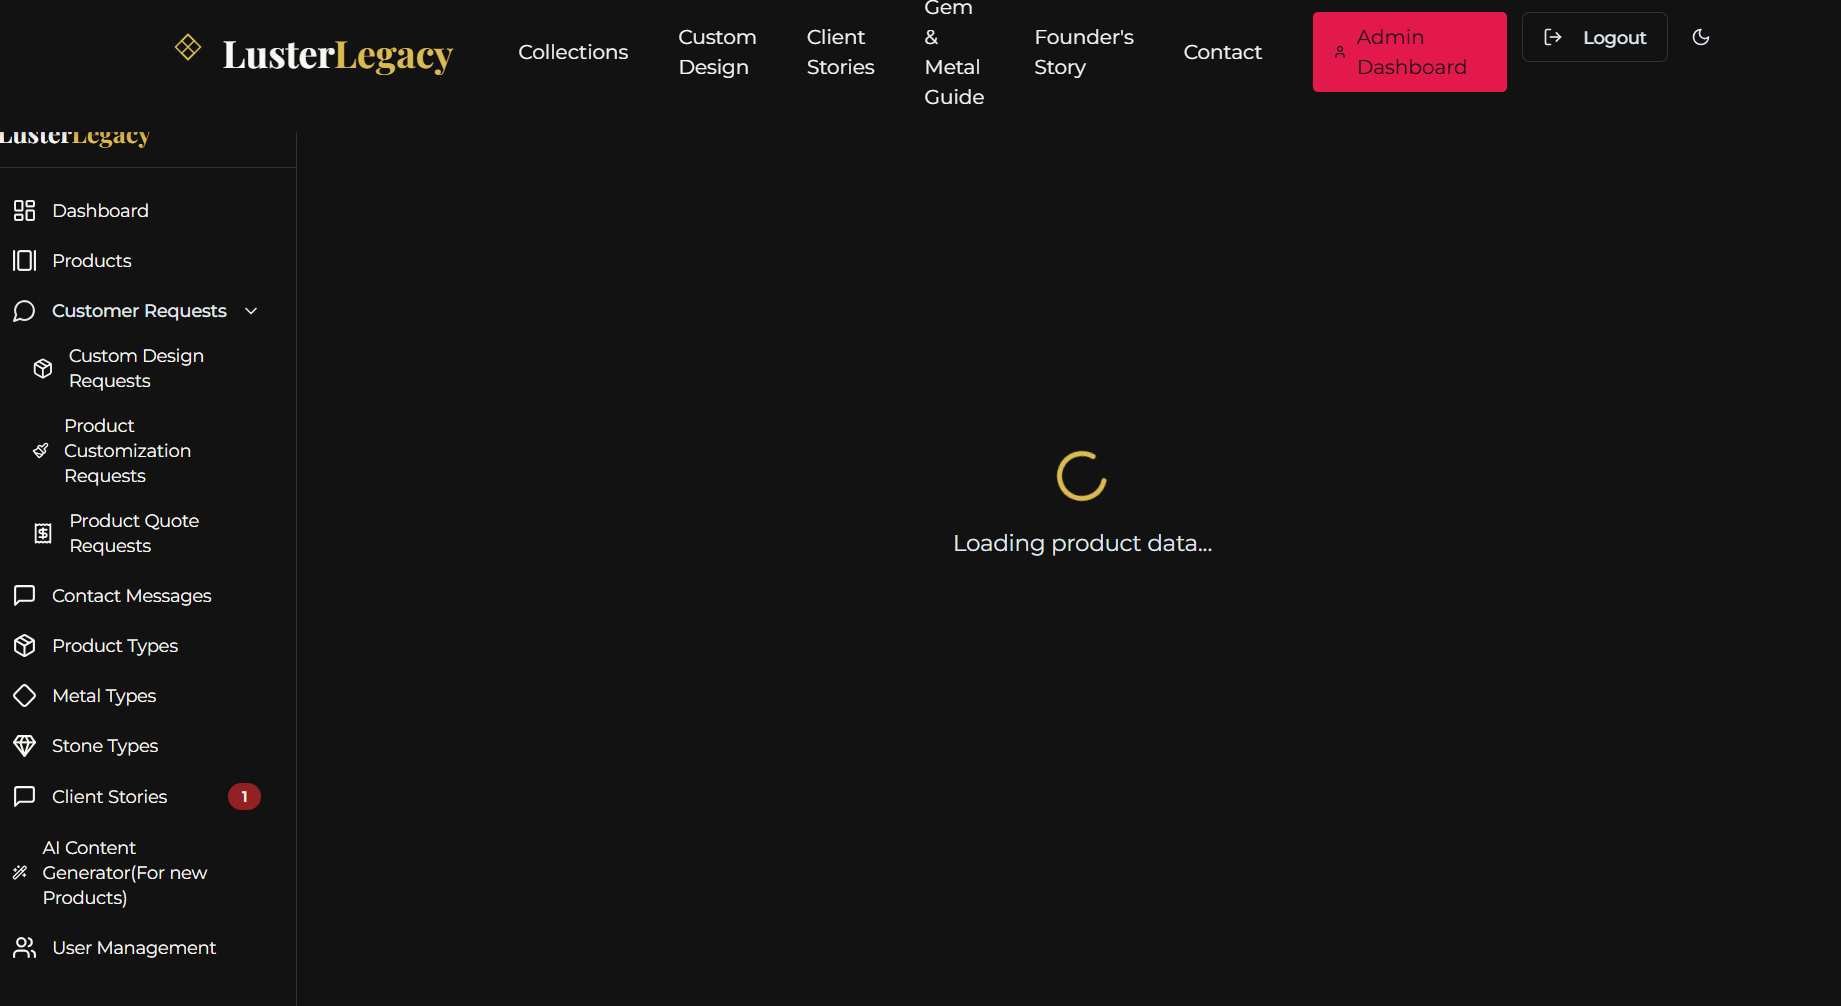 LusterLegacy
Collections
Custom
Design
Client
Stories
Gem
&
Metal
Guide
Founder's
Story
Contact
Admin
Dashboard
Logout
LusterLegacy
Dashboard
Products
Customer Requests
Custom Design
Requests
Product
Customization
Requests
Product Quote
Requests
Contact Messages
Product Types
Metal Types
Stone Types
Client Stories 1
AI Content
Generator(For new
Products)
User Management
Loading product data...